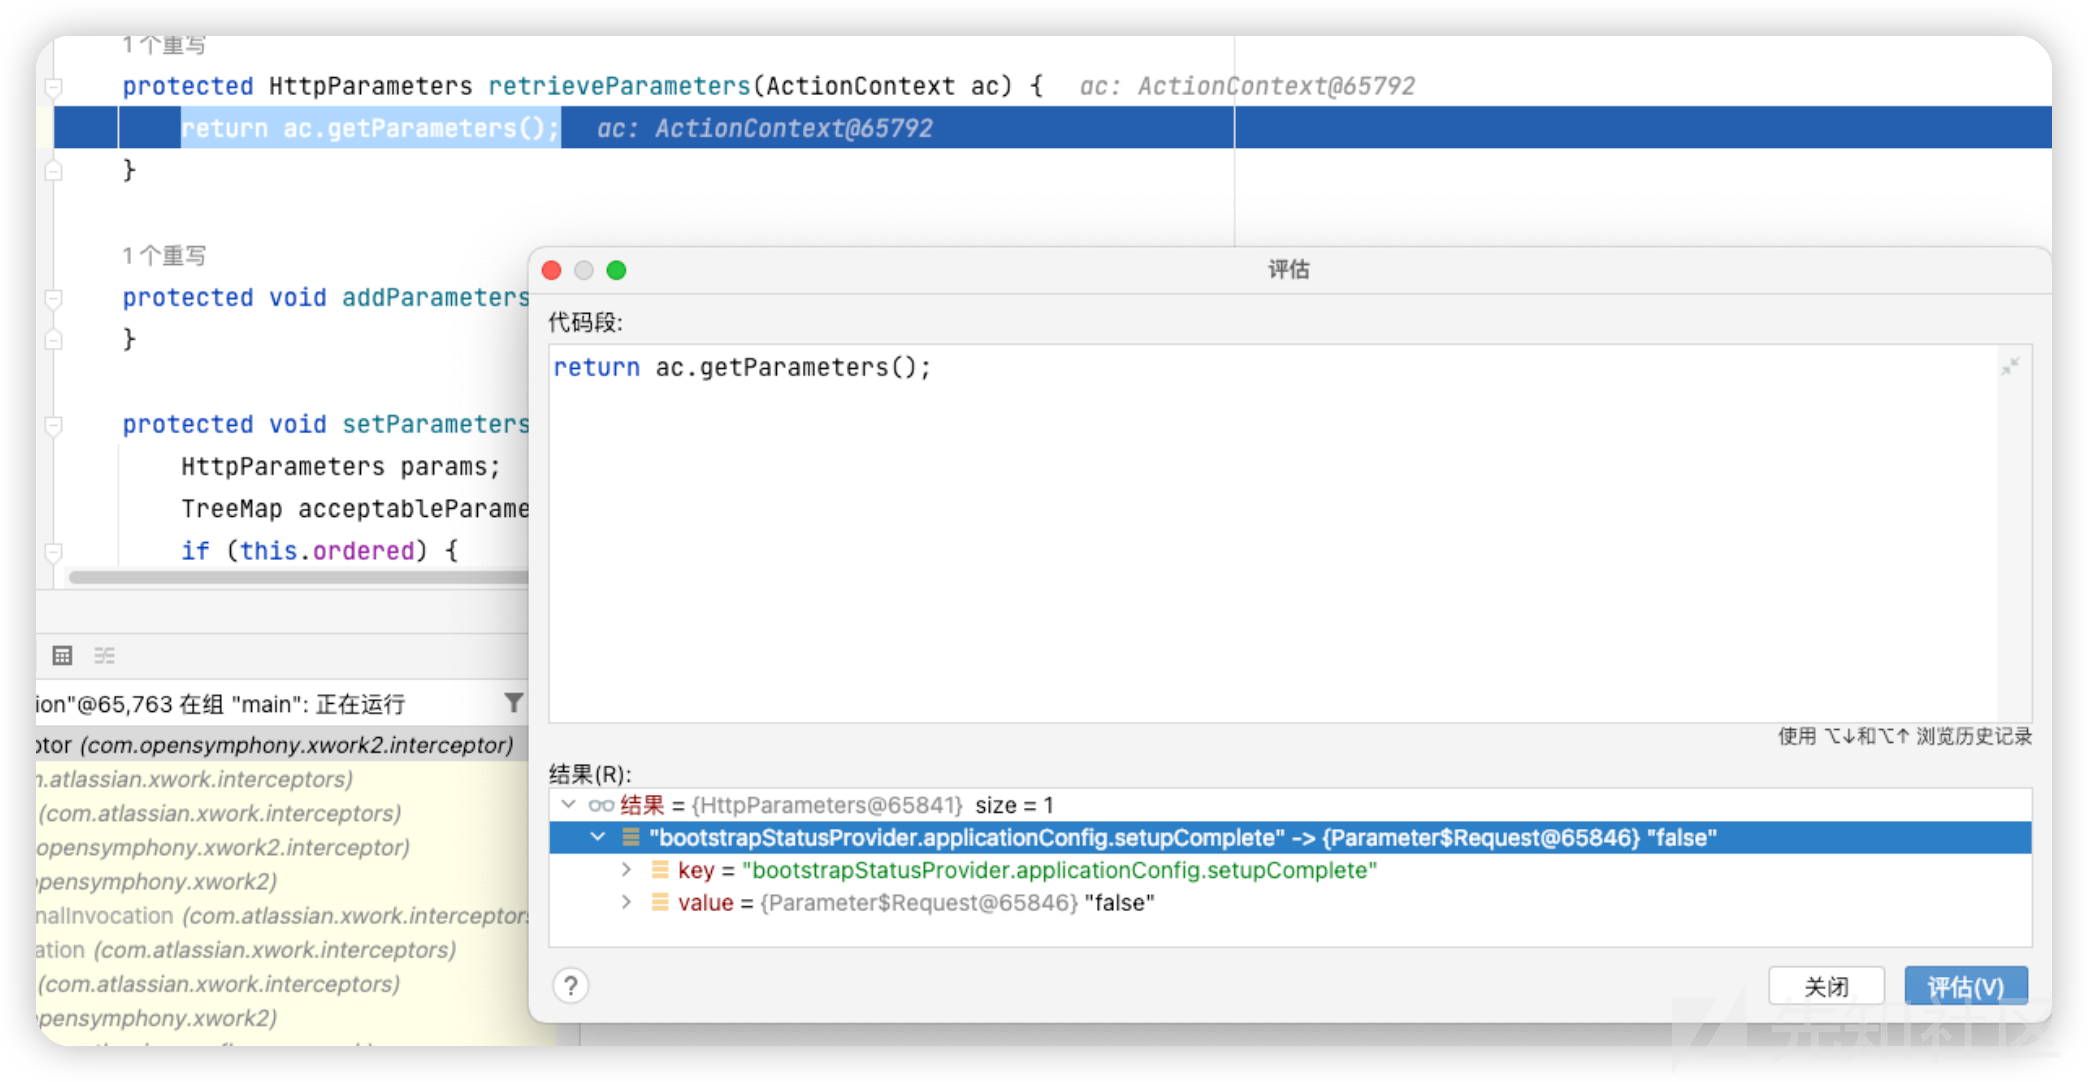 1 个重写
protected HttpParameters retrieveParameters(ActionContext ac) {   ac: ActionContext@65792
return ac.getParameters();   ac: ActionContext@65792
}
1 个重写
protected void addParameters
}
protected void setParameters
HttpParameters params;
TreeMap acceptableParame
if (this.ordered) {
ion"@65,763 在组 "main": 正在运行
otor (com.opensymphony.xwork2.interceptor)
n.atlassian.xwork.interceptors)
(com.atlassian.xwork.interceptors)
opensymphony.xwork2.interceptor)
pensymphony.xwork2)
nalInvocation (com.atlassian.xwork.interceptors
ation (com.atlassian.xwork.interceptors)
(com.atlassian.xwork.interceptors)
pensymphony.xwork2)
评估
代码段:
return ac.getParameters();
使用 ⌥↓和⌥↑ 浏览历史记录
结果(R):
结果 = {HttpParameters@65841} size = 1
"bootstrapStatusProvider.applicationConfig.setupComplete" -> {Parameter$Request@65846} "false"
key = "bootstrapStatusProvider.applicationConfig.setupComplete"
value = {Parameter$Request@65846} "false"
?
关闭
评估(V)
先知社区